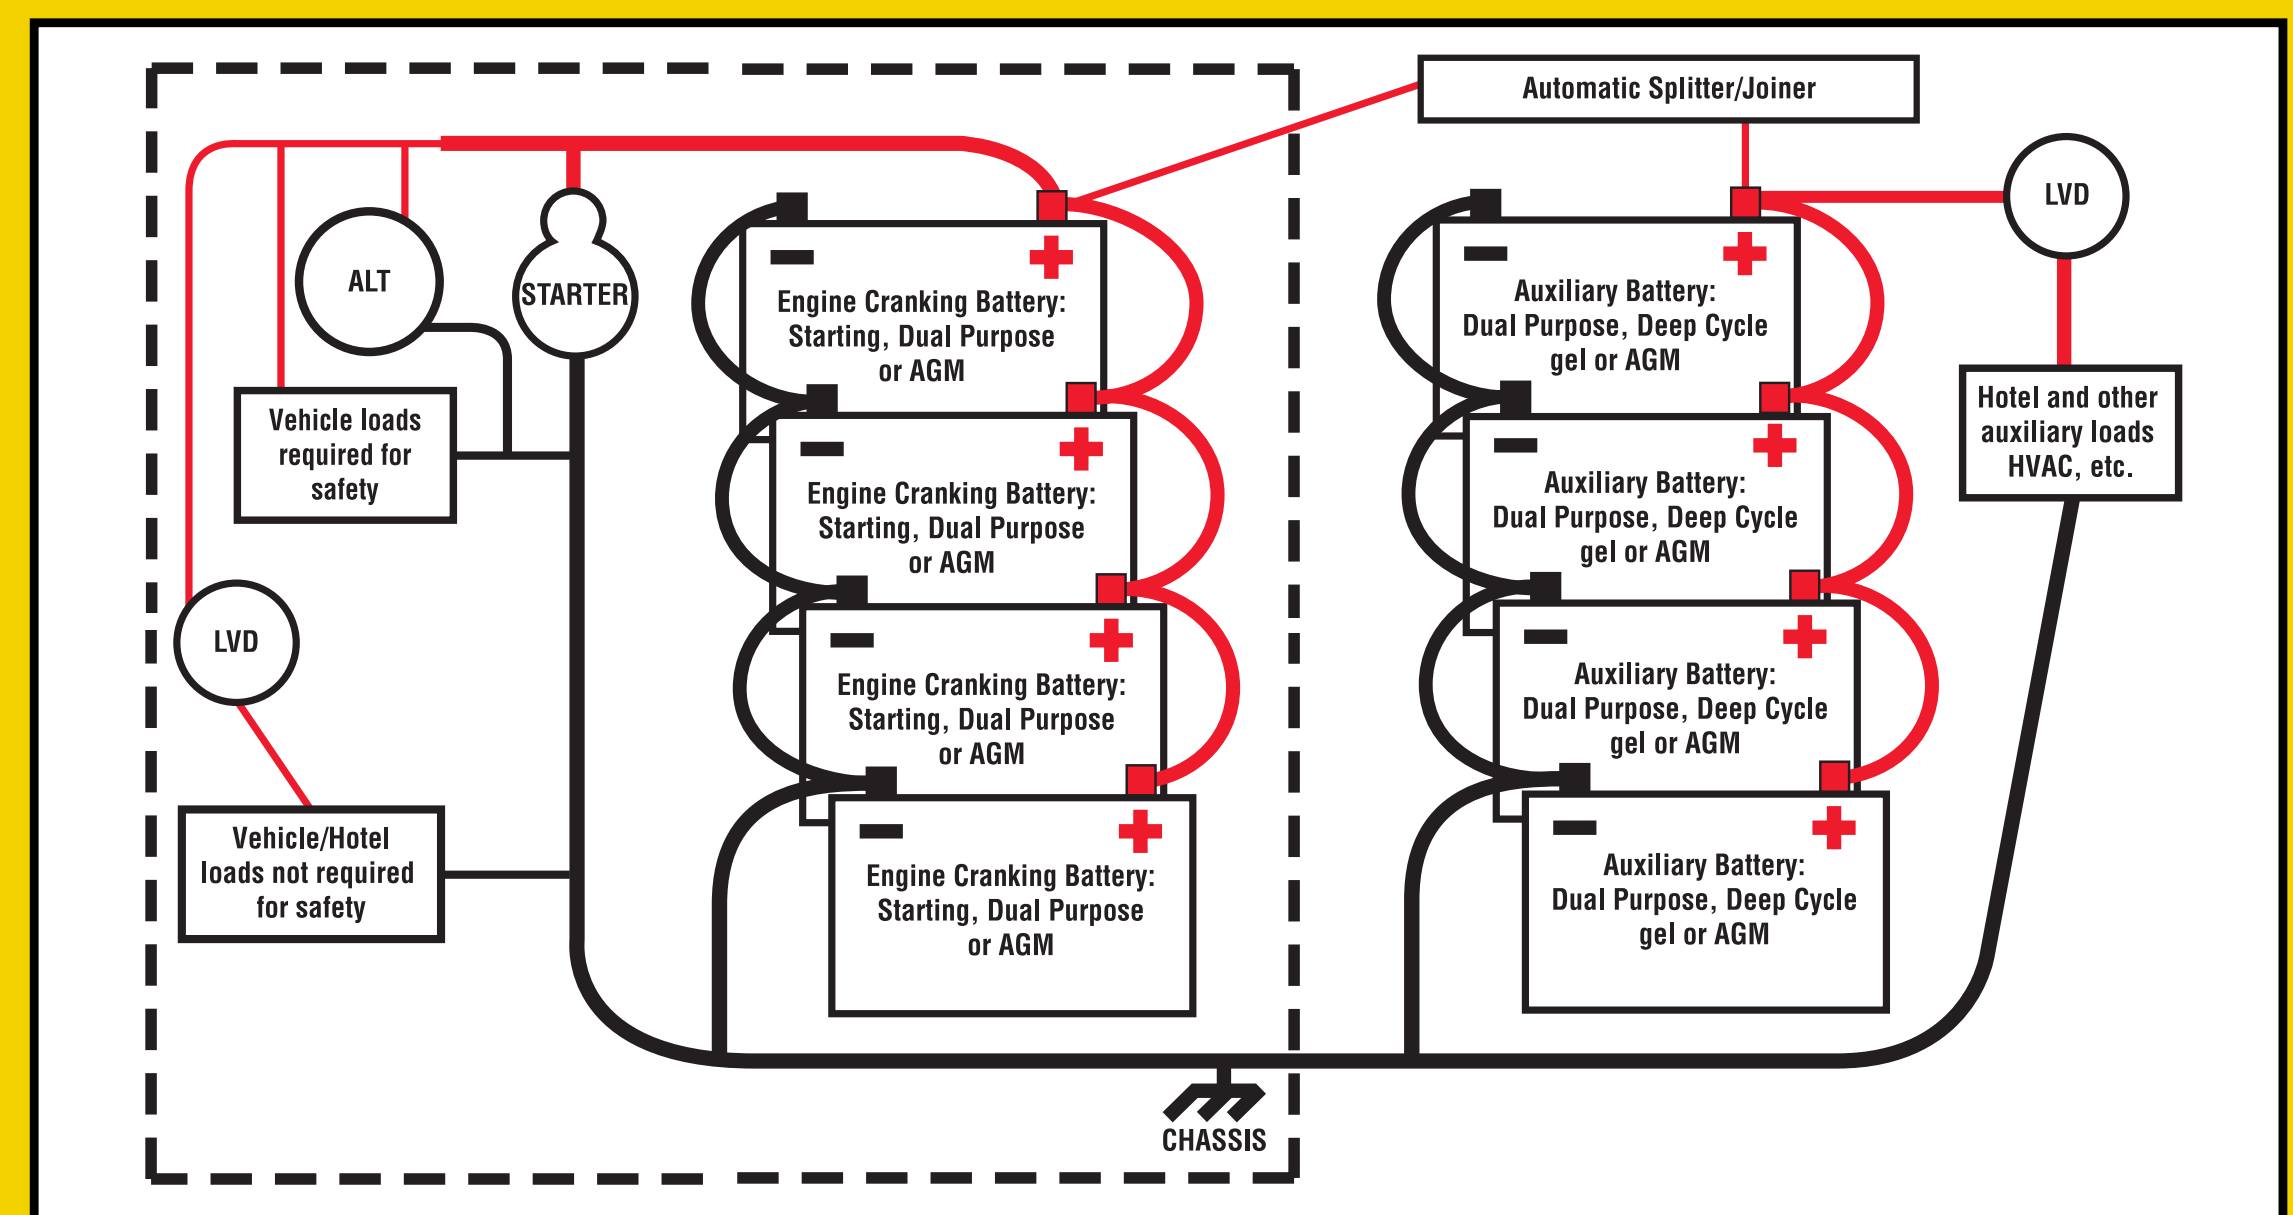 Automatic Splitter/Joiner
ALT
STARTER
Vehicle loads
required for
safety
LVD
Vehicle/Hotel
loads not required
for safety
Engine Cranking Battery:
Starting, Dual Purpose
or AGM
Engine Cranking Battery:
Starting, Dual Purpose
or AGM
Engine Cranking Battery:
Starting, Dual Purpose
or AGM
Engine Cranking Battery:
Starting, Dual Purpose
or AGM
CHASSIS
Auxiliary Battery:
Dual Purpose, Deep Cycle
gel or AGM
Auxiliary Battery:
Dual Purpose, Deep Cycle
gel or AGM
Auxiliary Battery:
Dual Purpose, Deep Cycle
gel or AGM
Auxiliary Battery:
Dual Purpose, Deep Cycle
gel or AGM
LVD
Hotel and other
auxiliary loads
HVAC, etc.